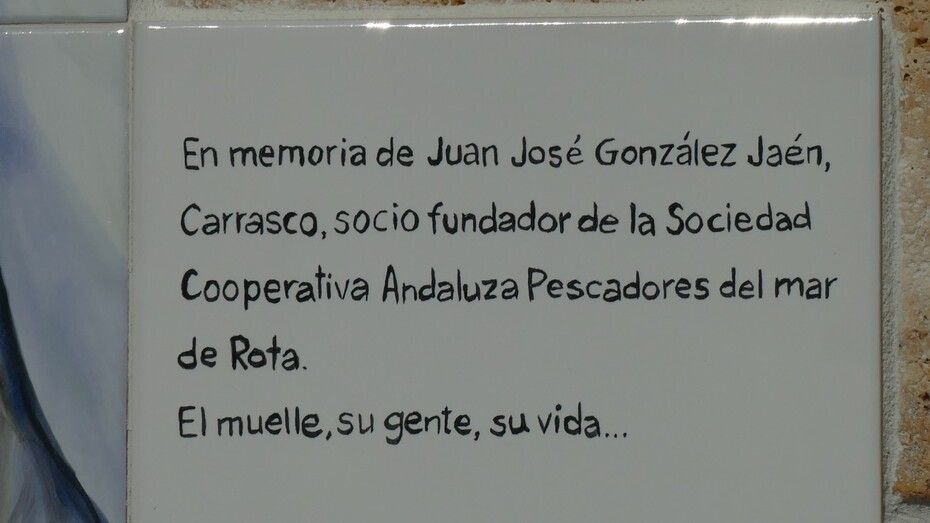 En memoria de Juan José González Jaén,
Carrasco, socio fundador de la Sociedad
Cooperativa Andaluza Pescadores del mar
de Rota.
El muelle, su gente, su vida...